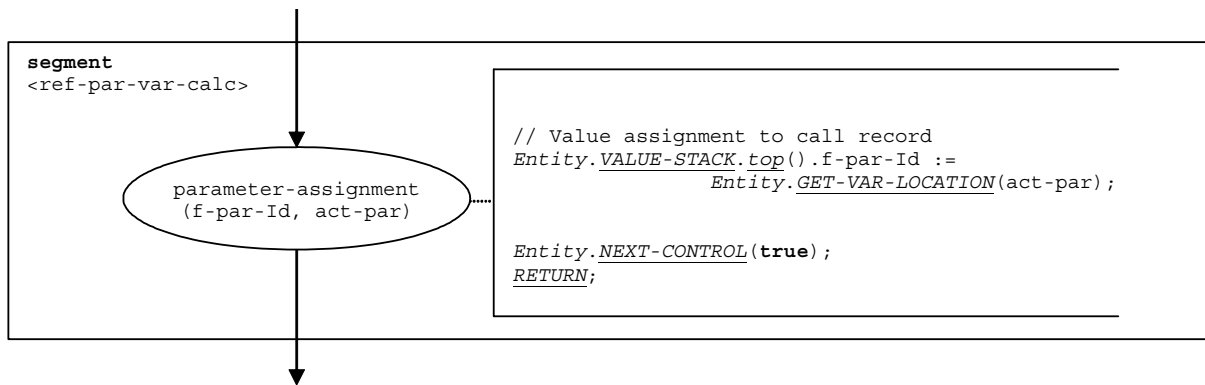 segment
<ref-par-var-calc>
parameter-assignment
(f-par-Id, act-par)
// Value assignment to call record
Entity.VALUE-STACK.top().f-par-Id :=
Entity.GET-VAR-LOCATION(act-par);
Entity.NEXT-CONTROL(true);
RETURN;